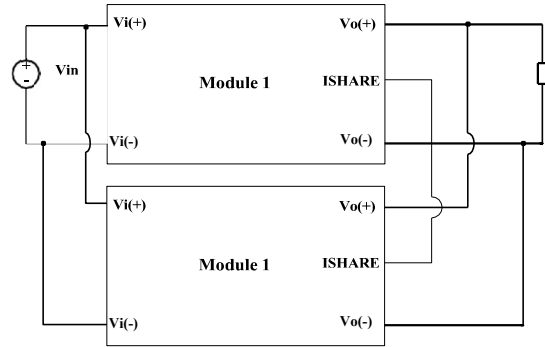 Vi(+)
Vo(+)
+
-
Vin
Module 1
ISHARE
Vi(-)
Vo(-)
Vi(+)
Vo(+)
Module 1
ISHARE
Vi(-)
Vo(-)